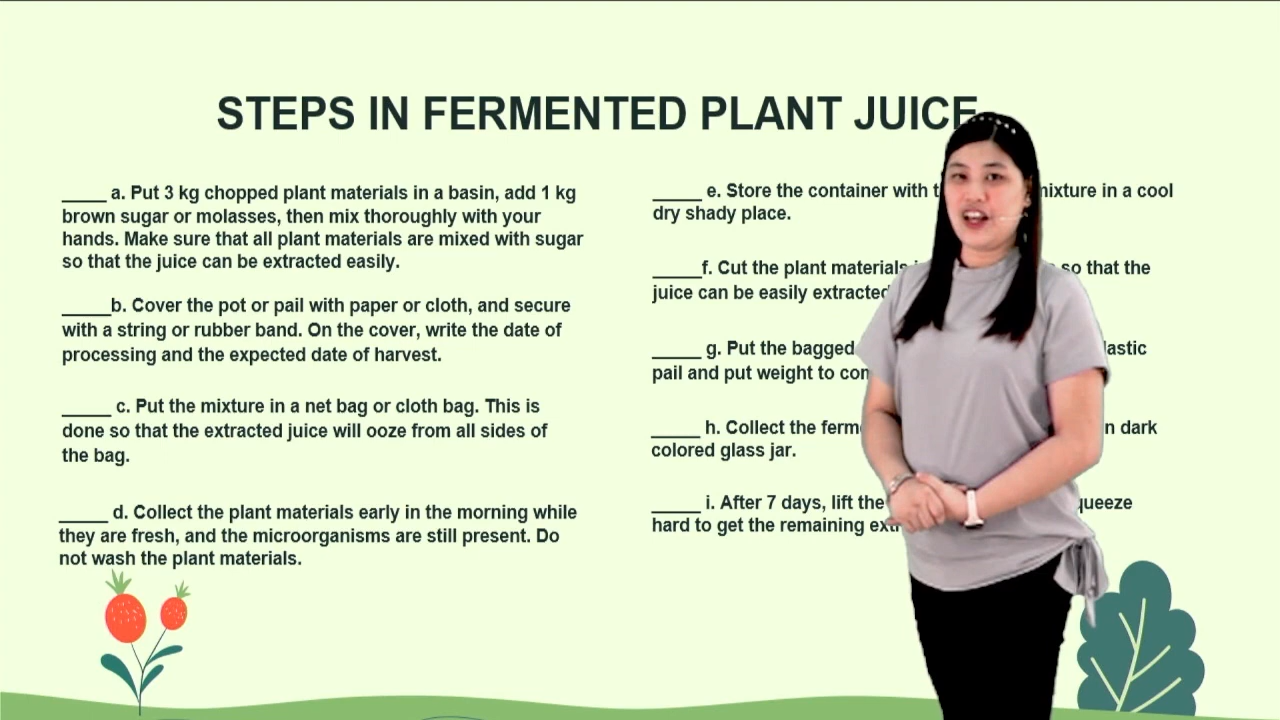 STEPS IN FERMENTED PLANT JUICE
_____ a. Put 3 kg chopped plant materials in a basin, add 1 kg
brown sugar or molasses, then mix thoroughly with your
hands. Make sure that all plant materials are mixed with sugar
so that the juice can be extracted easily.
_____b. Cover the pot or pail with paper or cloth, and secure
with a string or rubber band. On the cover, write the date of
processing and the expected date of harvest.
_____ c. Put the mixture in a net bag or cloth bag. This is
done so that the extracted juice will ooze from all sides of
the bag.
_____ d. Collect the plant materials early in the morning while
they are fresh, and the microorganisms are still present. Do
not wash the plant materials.
_____ e. Store the container with mixture in a cool
dry shady place.
_____f. Cut the plant materials so that the
juice can be easily extracted
_____ g. Put the bagged
pail and put weight to
_____ h. Collect the dark
colored glass jar.
_____ i. After 7 days, lift the
hard to get the remaining